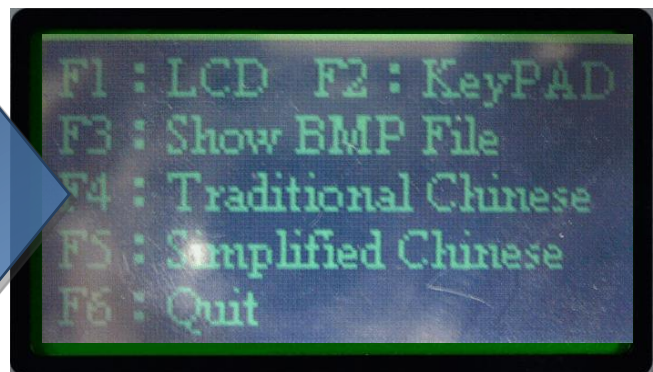 F1 : LCD F2 : KeyPAD
F3 : Show BMP File
F4 : Traditional Chinese
F5 : Simplified Chinese
F6 : Quit